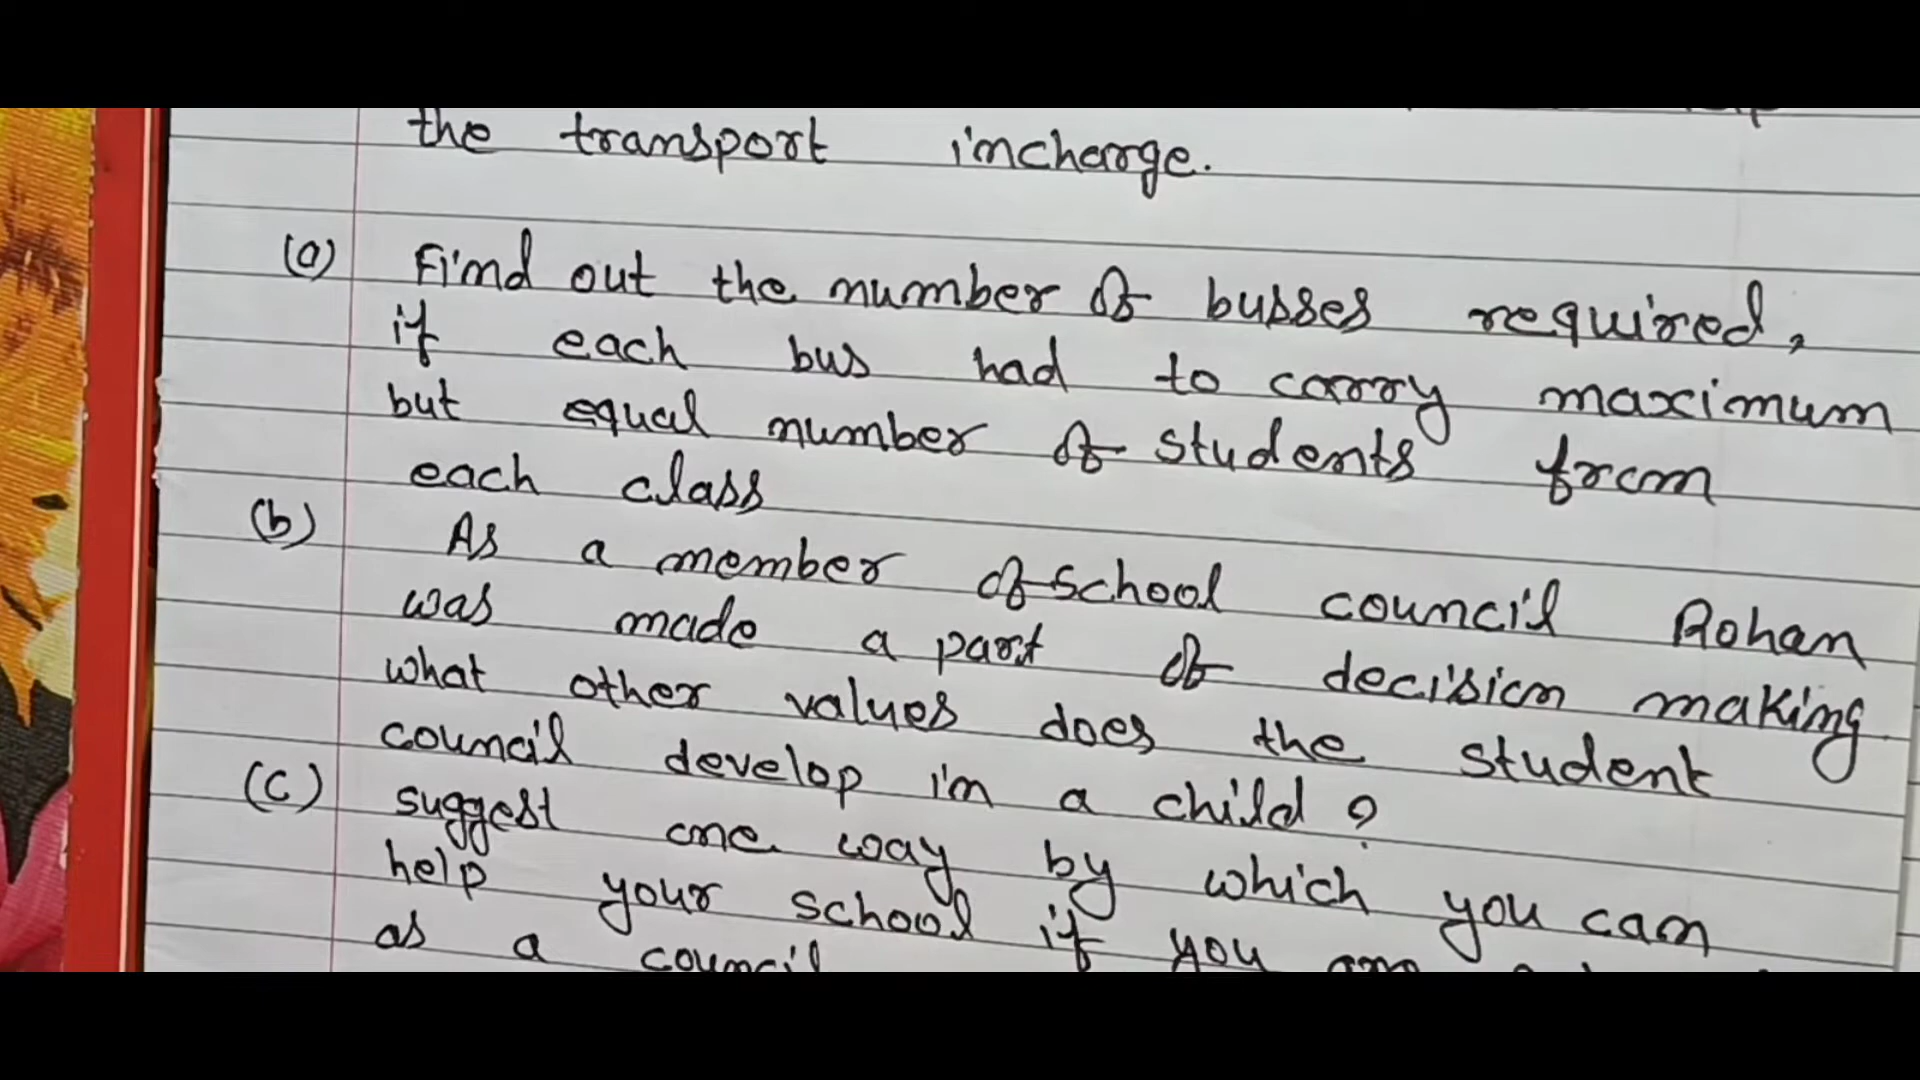 the transport incharge.
(a) Find out the number of busses required,
if each bus had to carry maximum
but equal number of students from
each class
(b) As a member of school council Rohan
was made a part of decision making
what other values does the student
council develop in a child?
(c) suggest one way by which you can
help your school if you
as a council